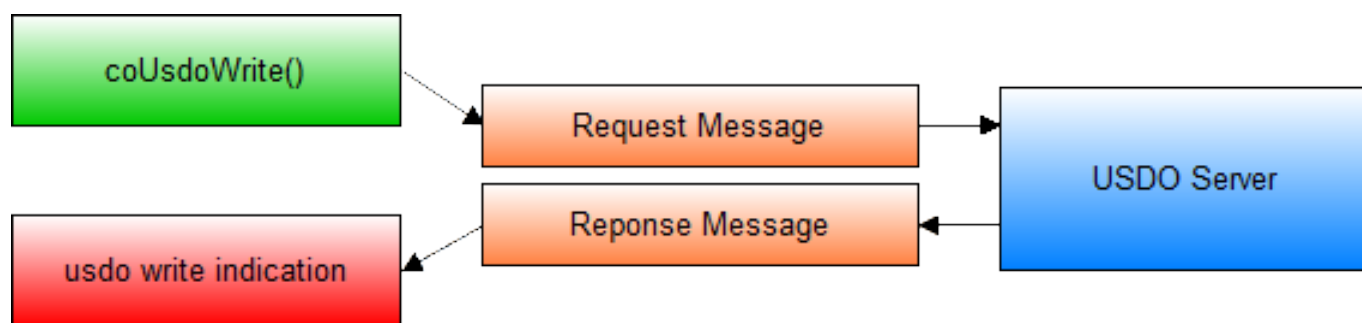 coUsdoWrite()
Request Message
USDO Server
Reponse Message
usdo write indication